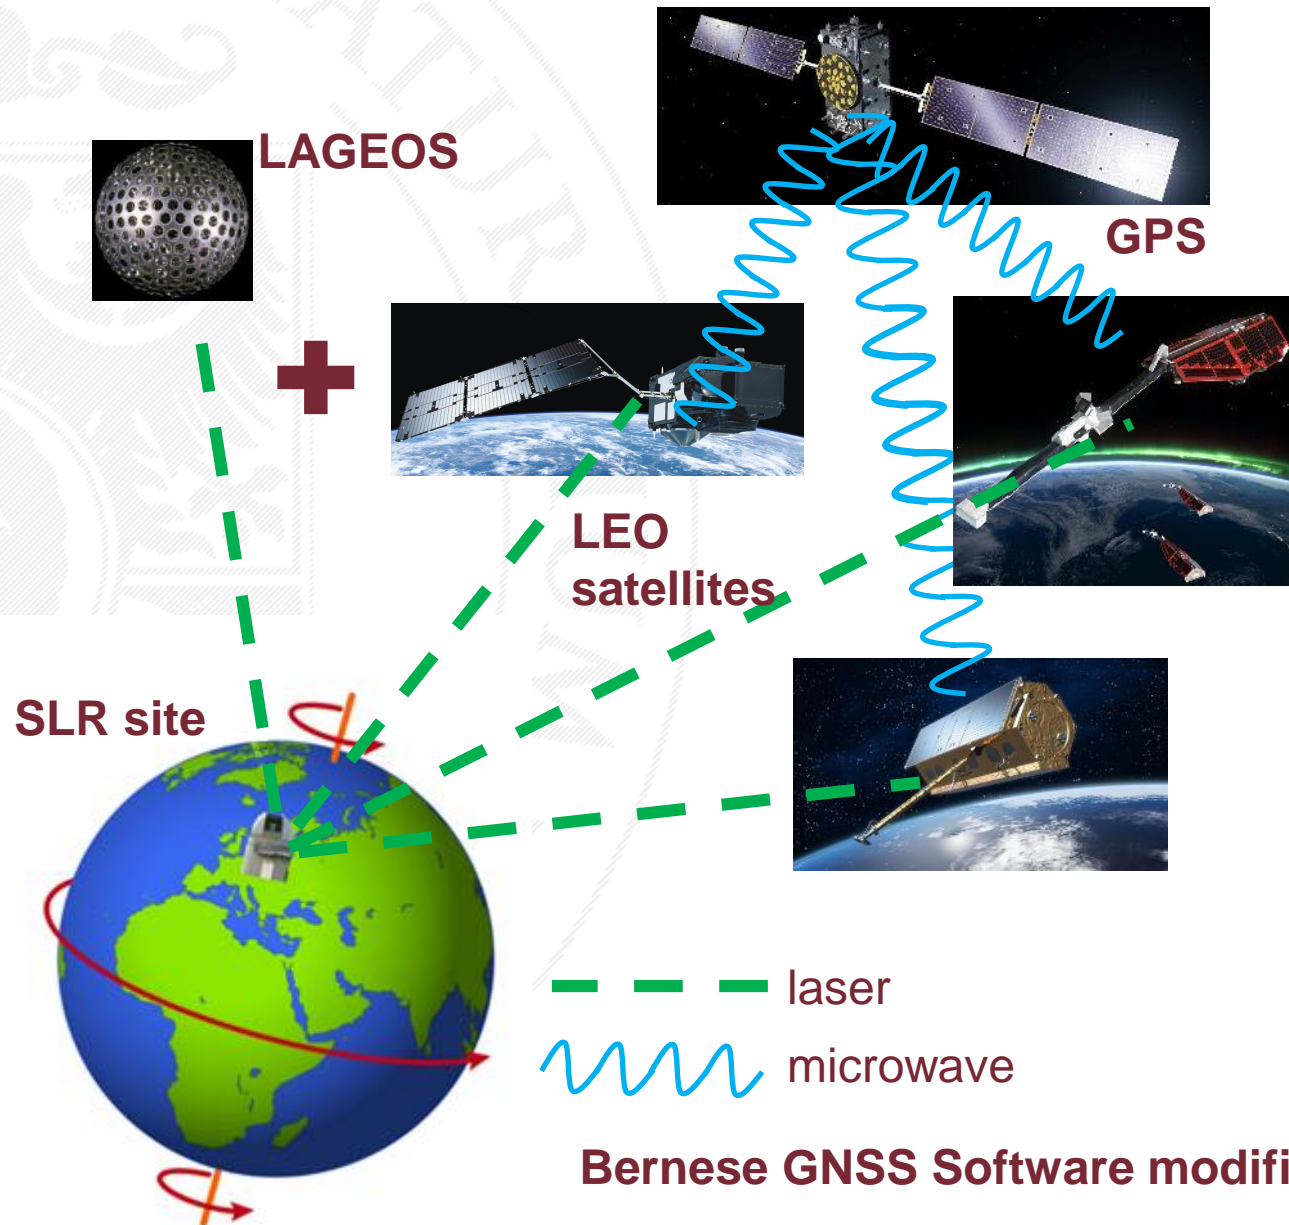 LAGEOS
GPS
LEO
satellites
SLR site
laser
microwave
Bernese GNSS Software modifi